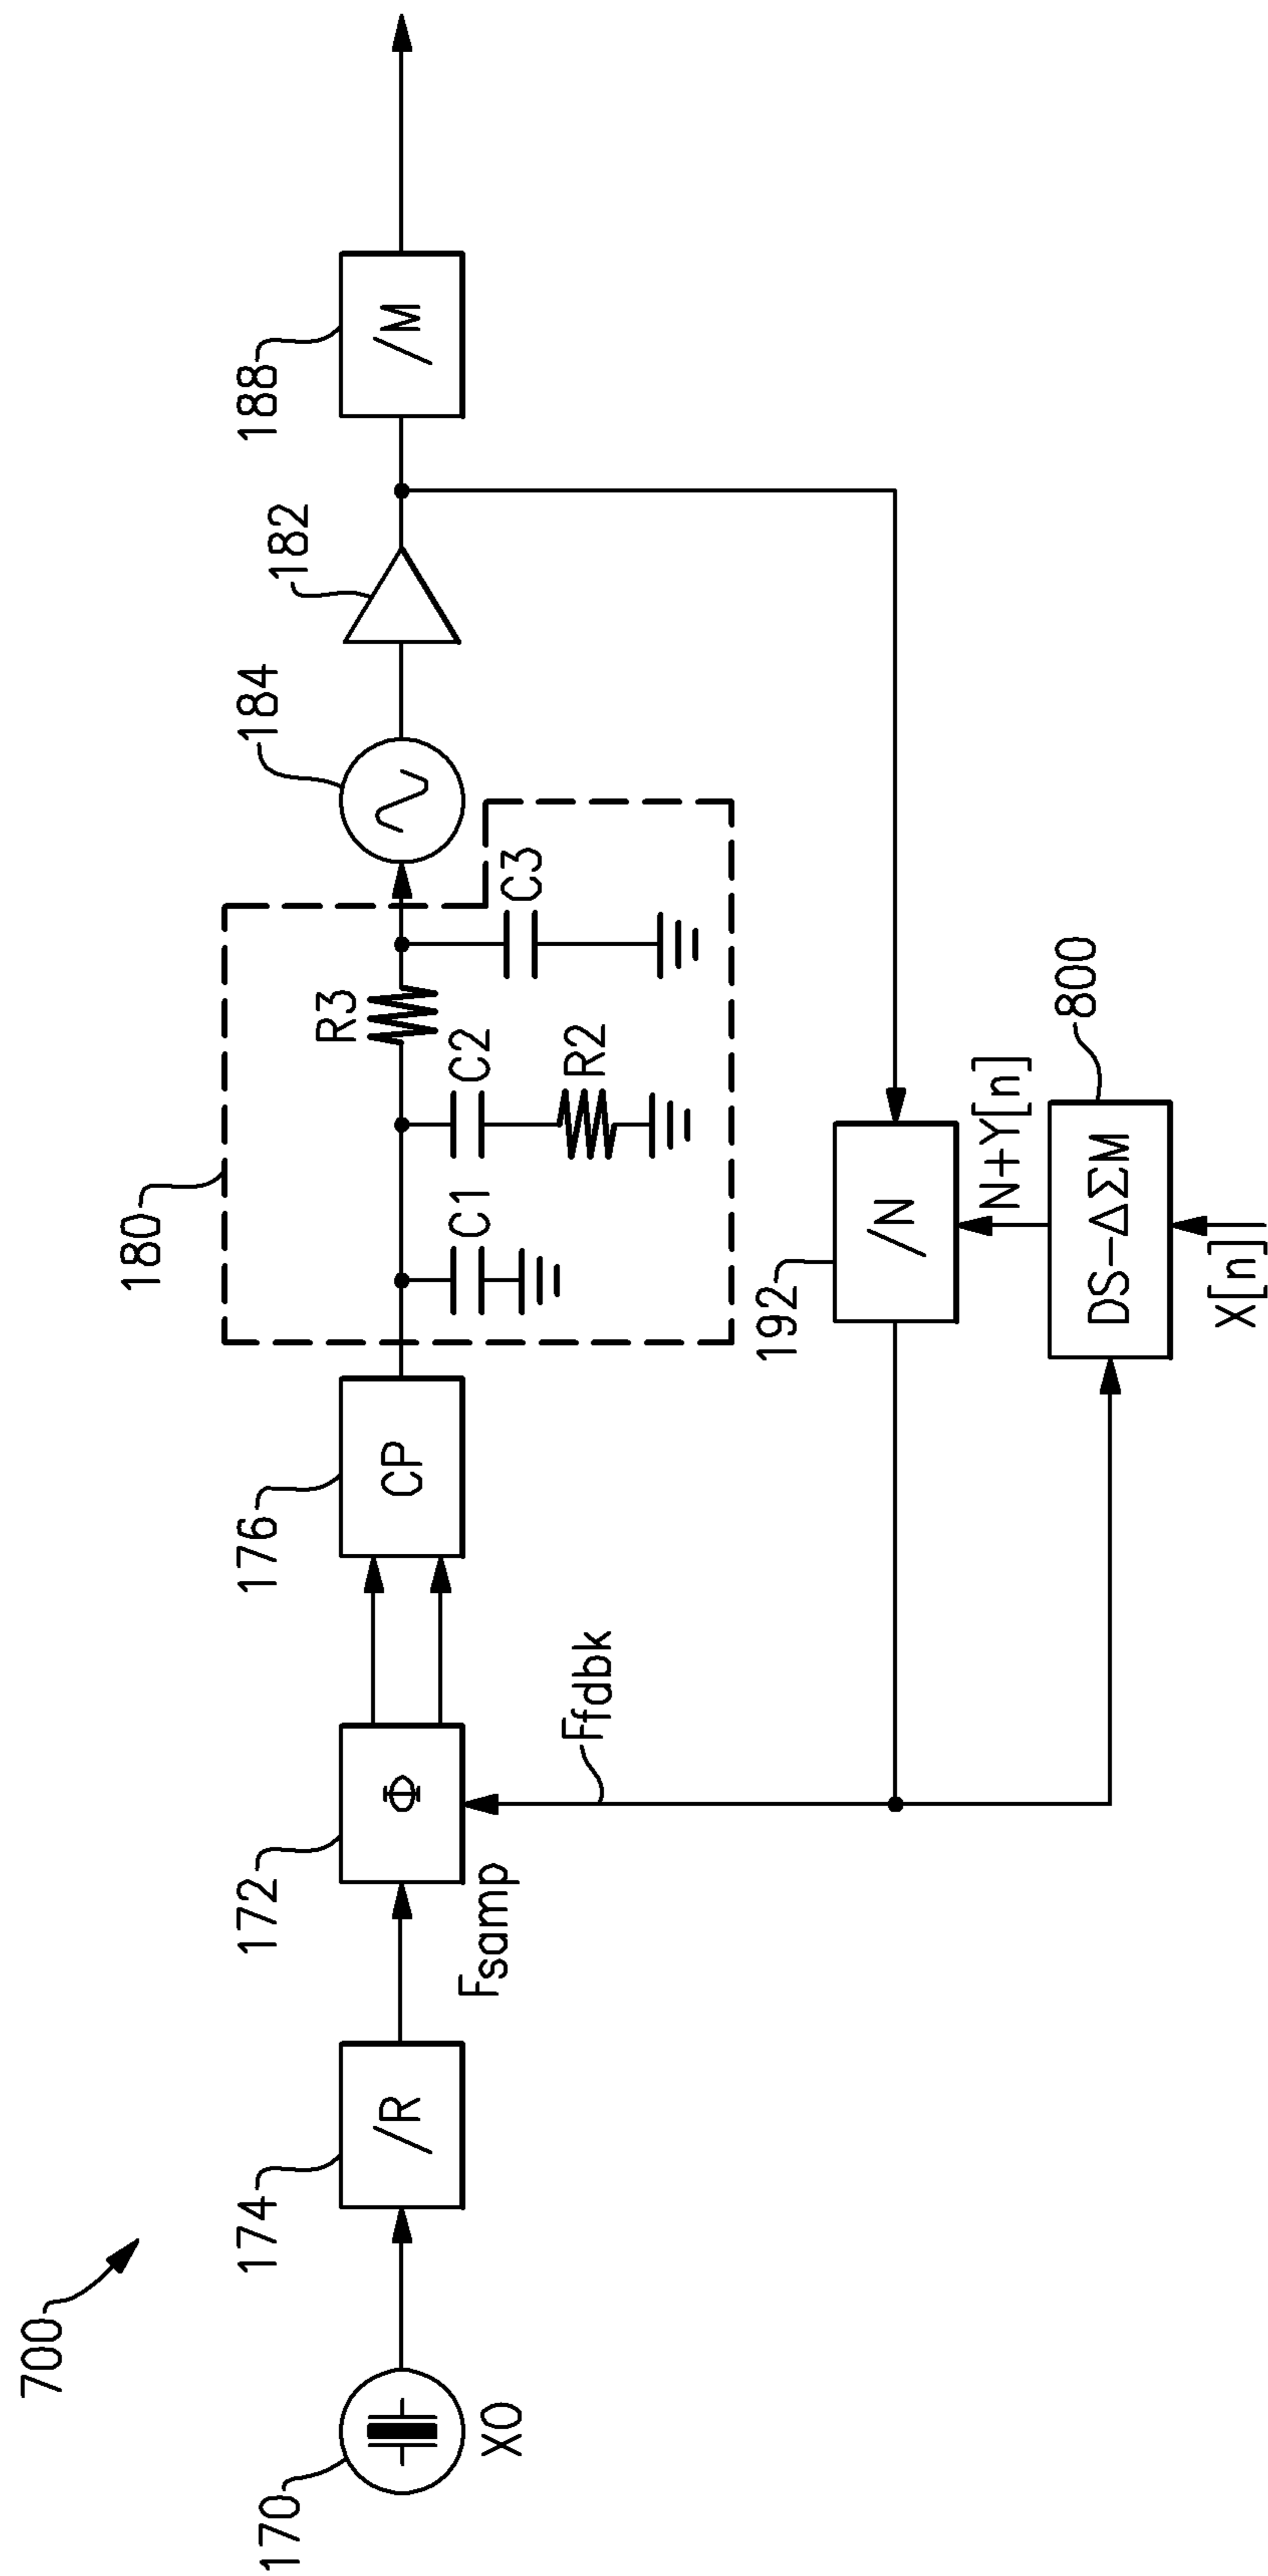 700
170
XO
174
/R
Fsamp
172
Φ
Ffdbk
176
CP
180
C1
C2
R2
R3
C3
184
182
188
/M
192
/N
N+Y[n]
800
DS-ΔΣM
X[n]